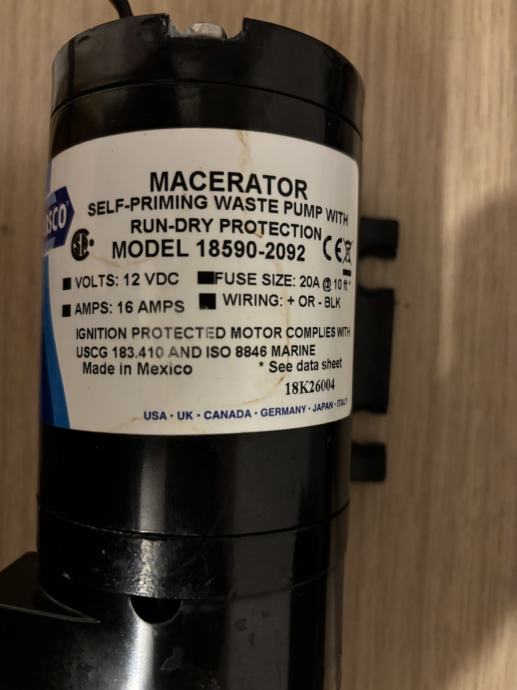 MACERATOR
SELF-PRIMING WASTE PUMP WITH
RUN-DRY PROTECTION
MODEL 18590-2092 CE
VOLTS: 12 VDC
FUSE SIZE: 20A @ 10 ft*
AMPS: 16 AMPS
WIRING: + OR - BLK
IGNITION PROTECTED MOTOR COMPLIES WITH
USCG 183.410 AND ISO 8846 MARINE
Made in Mexico
* See data sheet
18K26004
USA · UK · CANADA · GERMANY · JAPAN · ITALY